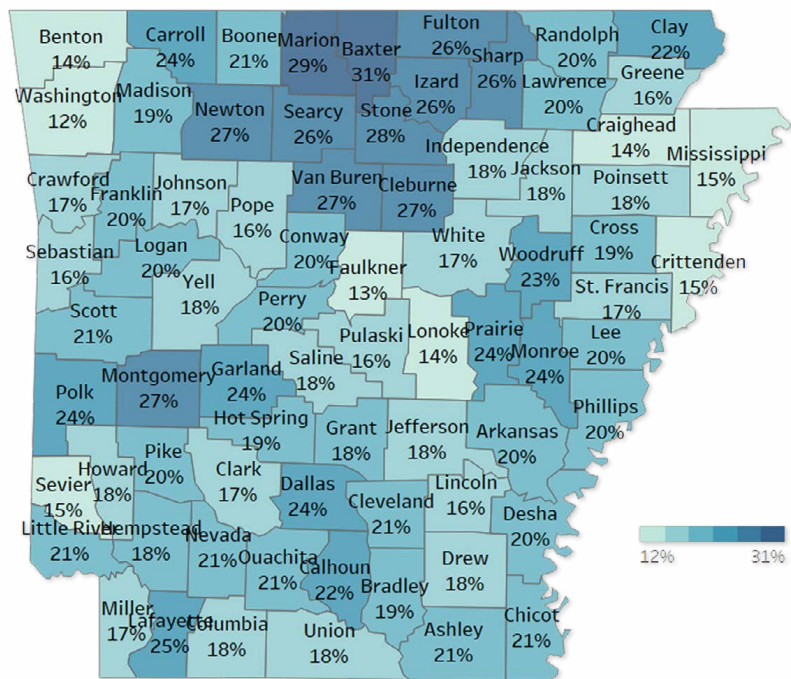 Benton
14%
Carroll
24%
Boone
21%
Marion
29%
Baxter
31%
Fulton
26%
Sharp
26%
Randolph
20%
Clay
22%
Washington
12%
Madison
19%
Newton
27%
Searcy
26%
Stone
28%
Izard
26%
Lawrence
20%
Greene
16%
Craighead
14%
Mississippi
15%
Crawford
17%
Franklin
20%
Johnson
17%
Pope
16%
Van Buren
27%
Cleburne
27%
Independence
18%
Jackson
18%
Poinsett
18%
Sebastian
16%
Logan
20%
Conway
20%
Faulkner
13%
White
17%
Woodruff
23%
Cross
19%
Crittenden
15%
Scott
21%
Yell
18%
Perry
20%
St. Francis
17%
Polk
24%
Montgomery
27%
Garland
24%
Saline
18%
Pulaski
16%
Lonoke
14%
Prairie
24%
Monroe
24%
Lee
20%
Phillips
20%
Hot Spring
19%
Grant
18%
Jefferson
18%
Arkansas
20%
Sevier
15%
Howard
18%
Pike
20%
Clark
17%
Dallas
24%
Cleveland
21%
Lincoln
16%
Desha
20%
Little River
21%
Hempstead
18%
Nevada
21%
Ouachita
21%
Calhoun
22%
Bradley
19%
Drew
18%
Miller
17%
Lafayette
25%
Columbia
18%
Union
18%
Ashley
21%
Chicot
21%
12% 31%